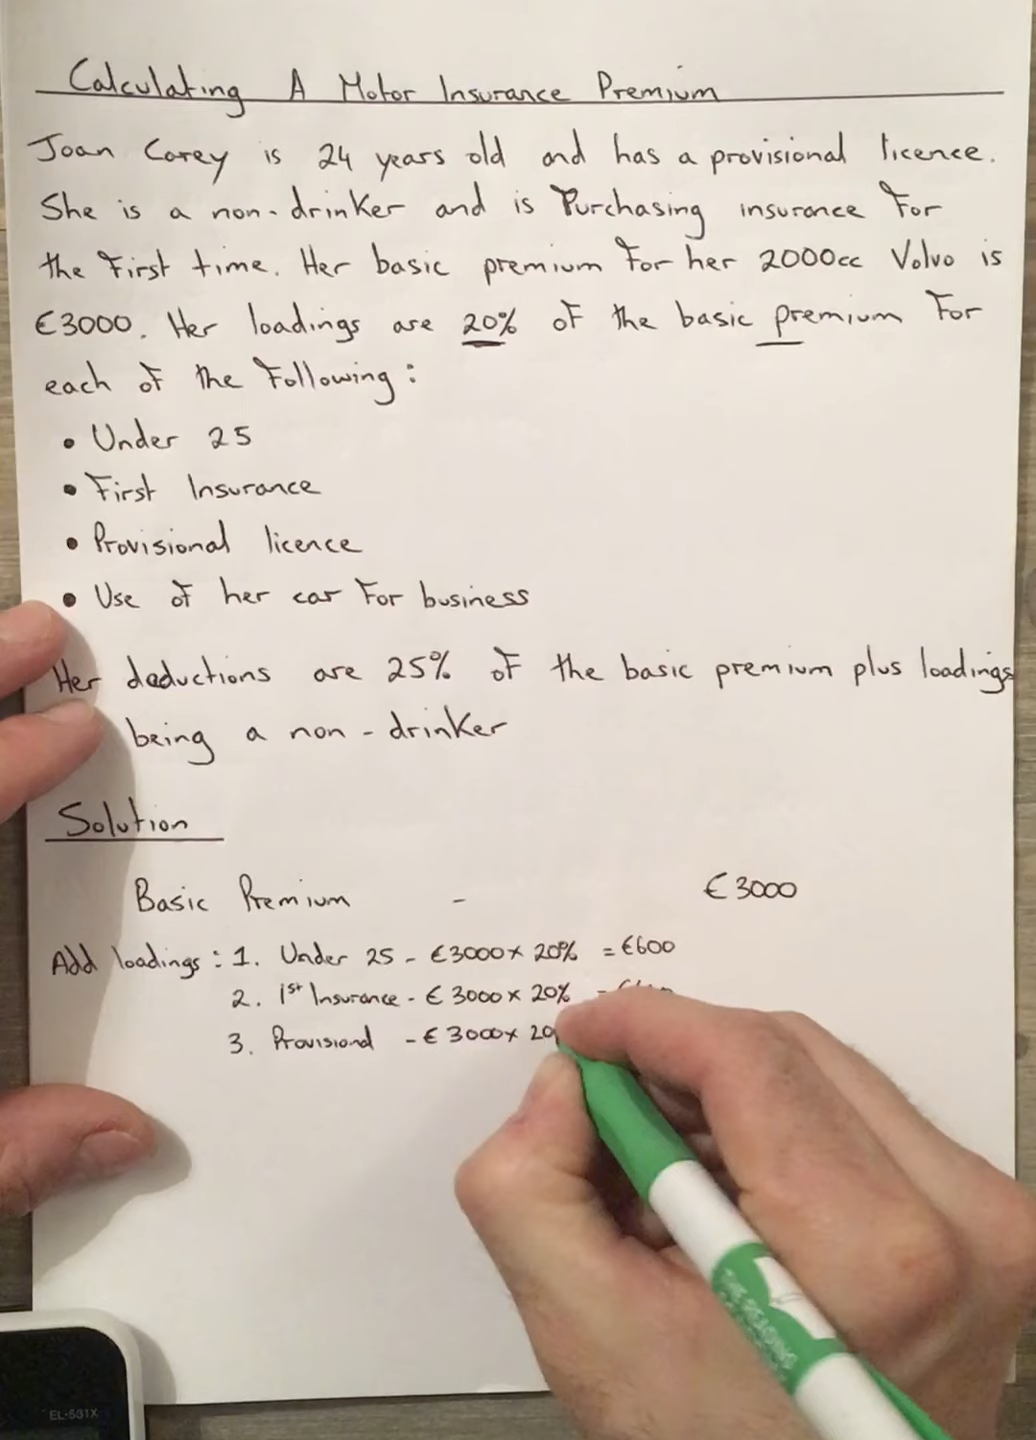 Calculating A Motor Insurance Premium
Joan Carey is 24 years old and has a provisional licence.
She is a non-drinker and is Purchasing insurance For
the First time. Her basic premium For her 2000cc Volvo is
€3000. Her loadings are 20% of the basic premium For
each of the Following:
• Under 25
• First Insurance
• Provisional licence
• Use of her car For business
Her deductions are 25% of the basic premium plus loadings
being a non-drinker
Solution
Basic Premium - €3000
Add loadings: 1. Under 25 - €3000 x 20% = €600
2. 1st Insurance - €3000 x 20%
3. Provisional - €3000 x 20
EL-531X
THE READING